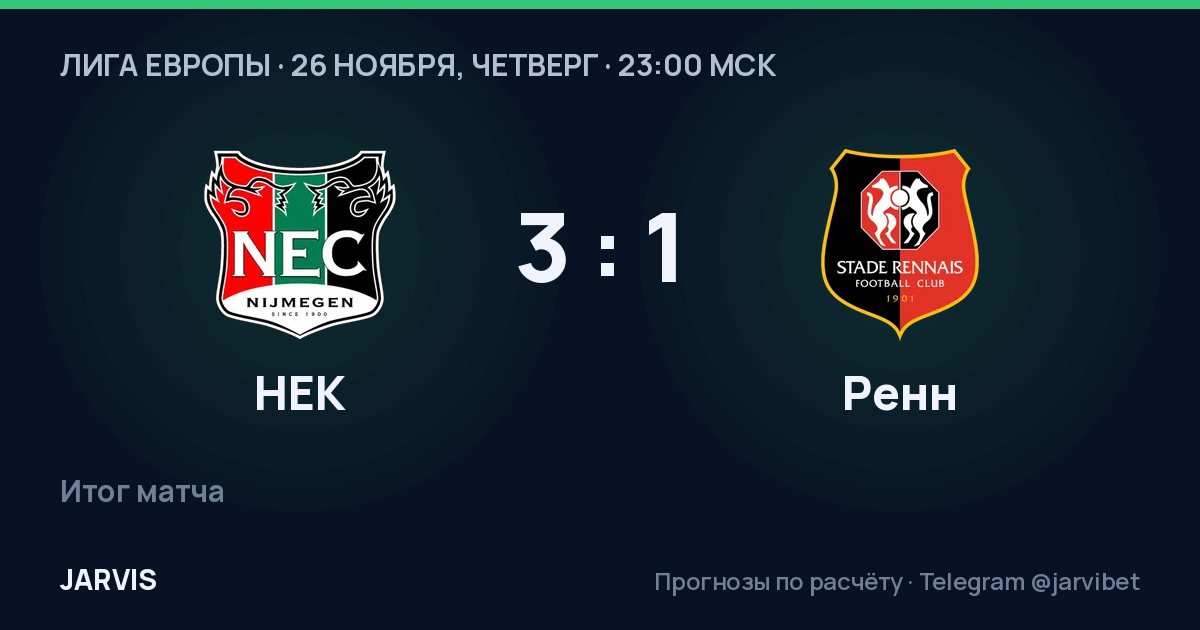 ЛИГА ЕВРОПЫ · 26 НОЯБРЯ, ЧЕТВЕРГ · 23:00 МСК
NEC
NIJMEGEN
SINCE 1900
3 : 1
STADE RENNAIS
FOOTBALL CLUB
1901
НЕК
Ренн
Итог матча
JARVIS
Прогнозы по расчёту · Telegram @jarvibet